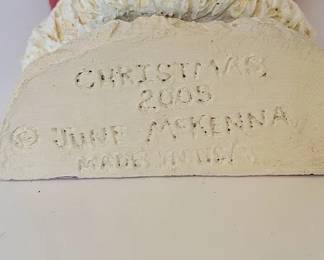 CHRISTMAS
2005
© JUNE McKENNA
MADE IN USA